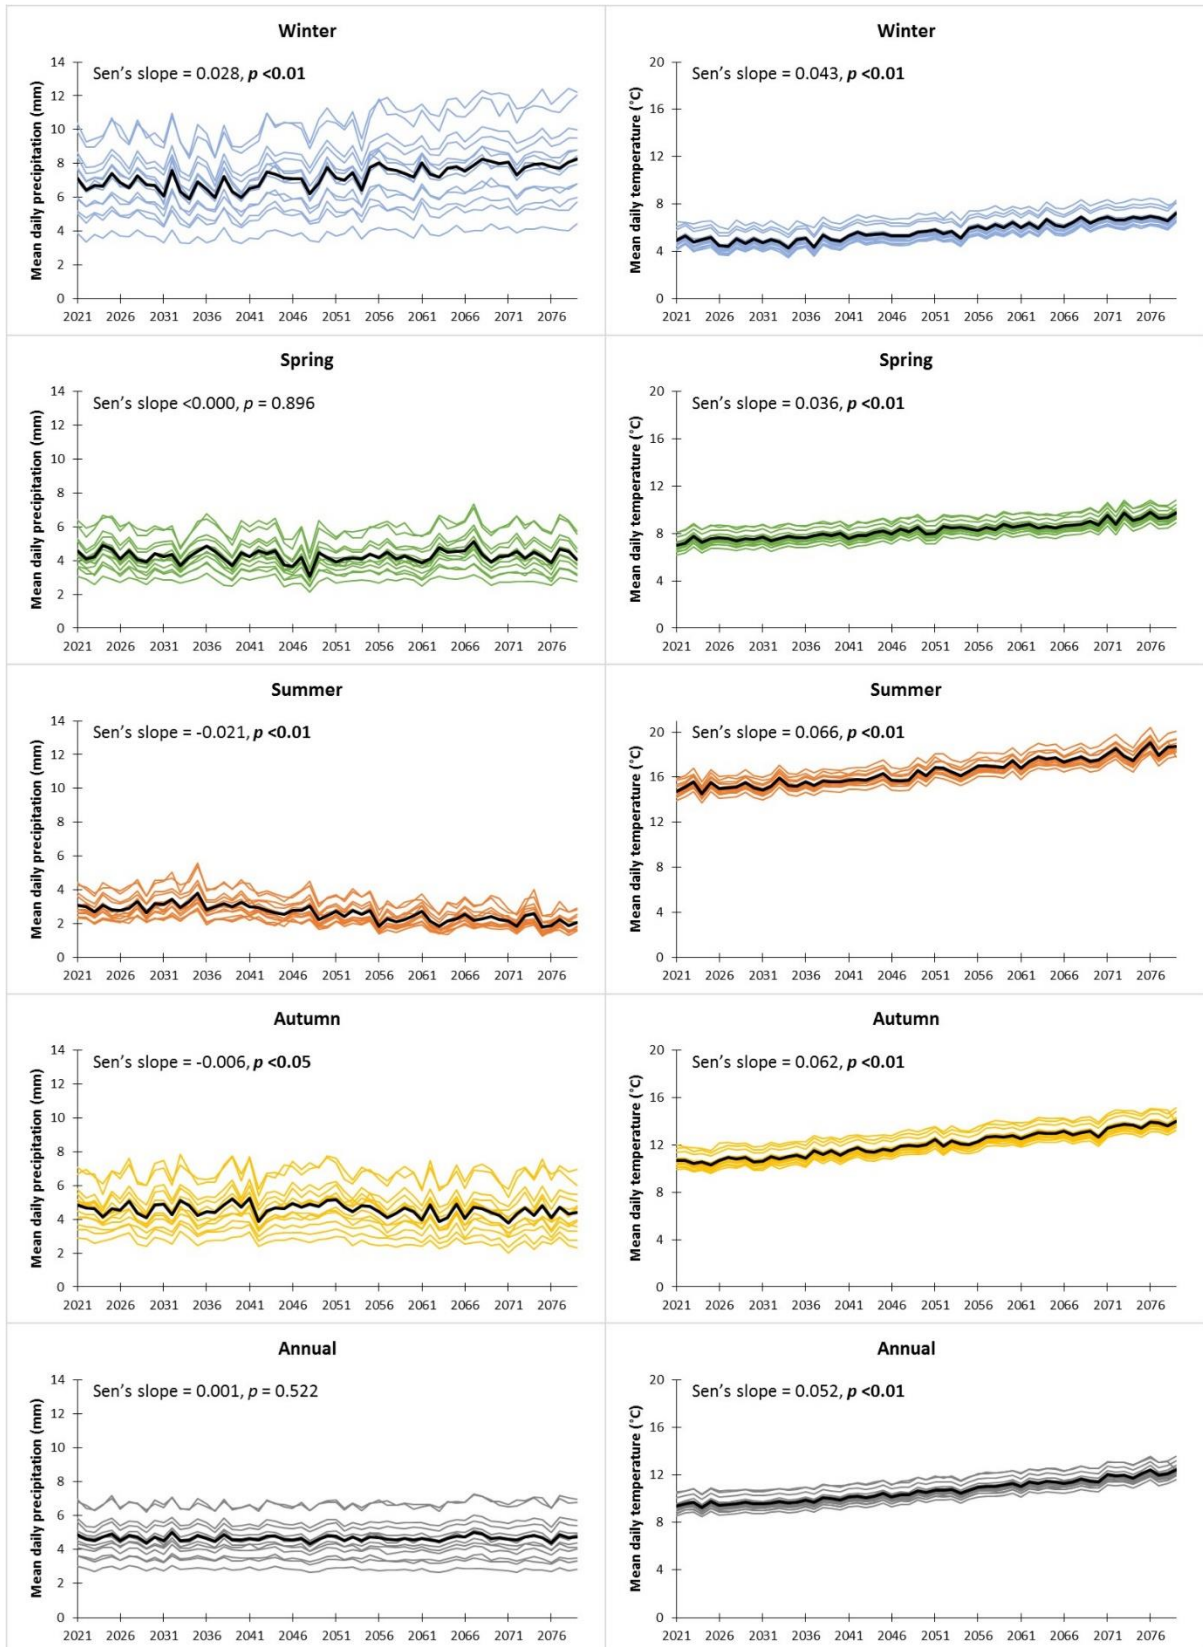 Winter
Sen's slope = 0.028, p <0.01
Mean daily precipitation (mm)
14
12
10
8
6
4
2
0
2021 2026 2031 2036 2041 2046 2051 2056 2061 2066 2071 2076
Winter
Sen's slope = 0.043, p <0.01
Mean daily temperature (°C)
20
16
12
8
4
0
2021 2026 2031 2036 2041 2046 2051 2056 2061 2066 2071 2076
Spring
Sen's slope <0.000, p = 0.896
Mean daily precipitation (mm)
14
12
10
8
6
4
2
0
2021 2026 2031 2036 2041 2046 2051 2056 2061 2066 2071 2076
Spring
Sen's slope = 0.036, p <0.01
Mean daily temperature (°C)
20
16
12
8
4
0
2021 2026 2031 2036 2041 2046 2051 2056 2061 2066 2071 2076
Summer
Sen's slope = -0.021, p <0.01
Mean daily precipitation (mm)
14
12
10
8
6
4
2
0
2021 2026 2031 2036 2041 2046 2051 2056 2061 2066 2071 2076
Summer
Sen's slope = 0.066, p <0.01
Mean daily temperature (°C)
20
16
12
8
4
0
2021 2026 2031 2036 2041 2046 2051 2056 2061 2066 2071 2076
Autumn
Sen's slope = -0.006, p <0.05
Mean daily precipitation (mm)
14
12
10
8
6
4
2
0
2021 2026 2031 2036 2041 2046 2051 2056 2061 2066 2071 2076
Autumn
Sen's slope = 0.062, p <0.01
Mean daily temperature (°C)
20
16
12
8
4
0
2021 2026 2031 2036 2041 2046 2051 2056 2061 2066 2071 2076
Annual
Sen's slope = 0.001, p = 0.522
Mean daily precipitation (mm)
14
12
10
8
6
4
2
0
2021 2026 2031 2036 2041 2046 2051 2056 2061 2066 2071 2076
Annual
Sen's slope = 0.052, p <0.01
Mean daily temperature (°C)
20
16
12
8
4
0
2021 2026 2031 2036 2041 2046 2051 2056 2061 2066 2071 2076